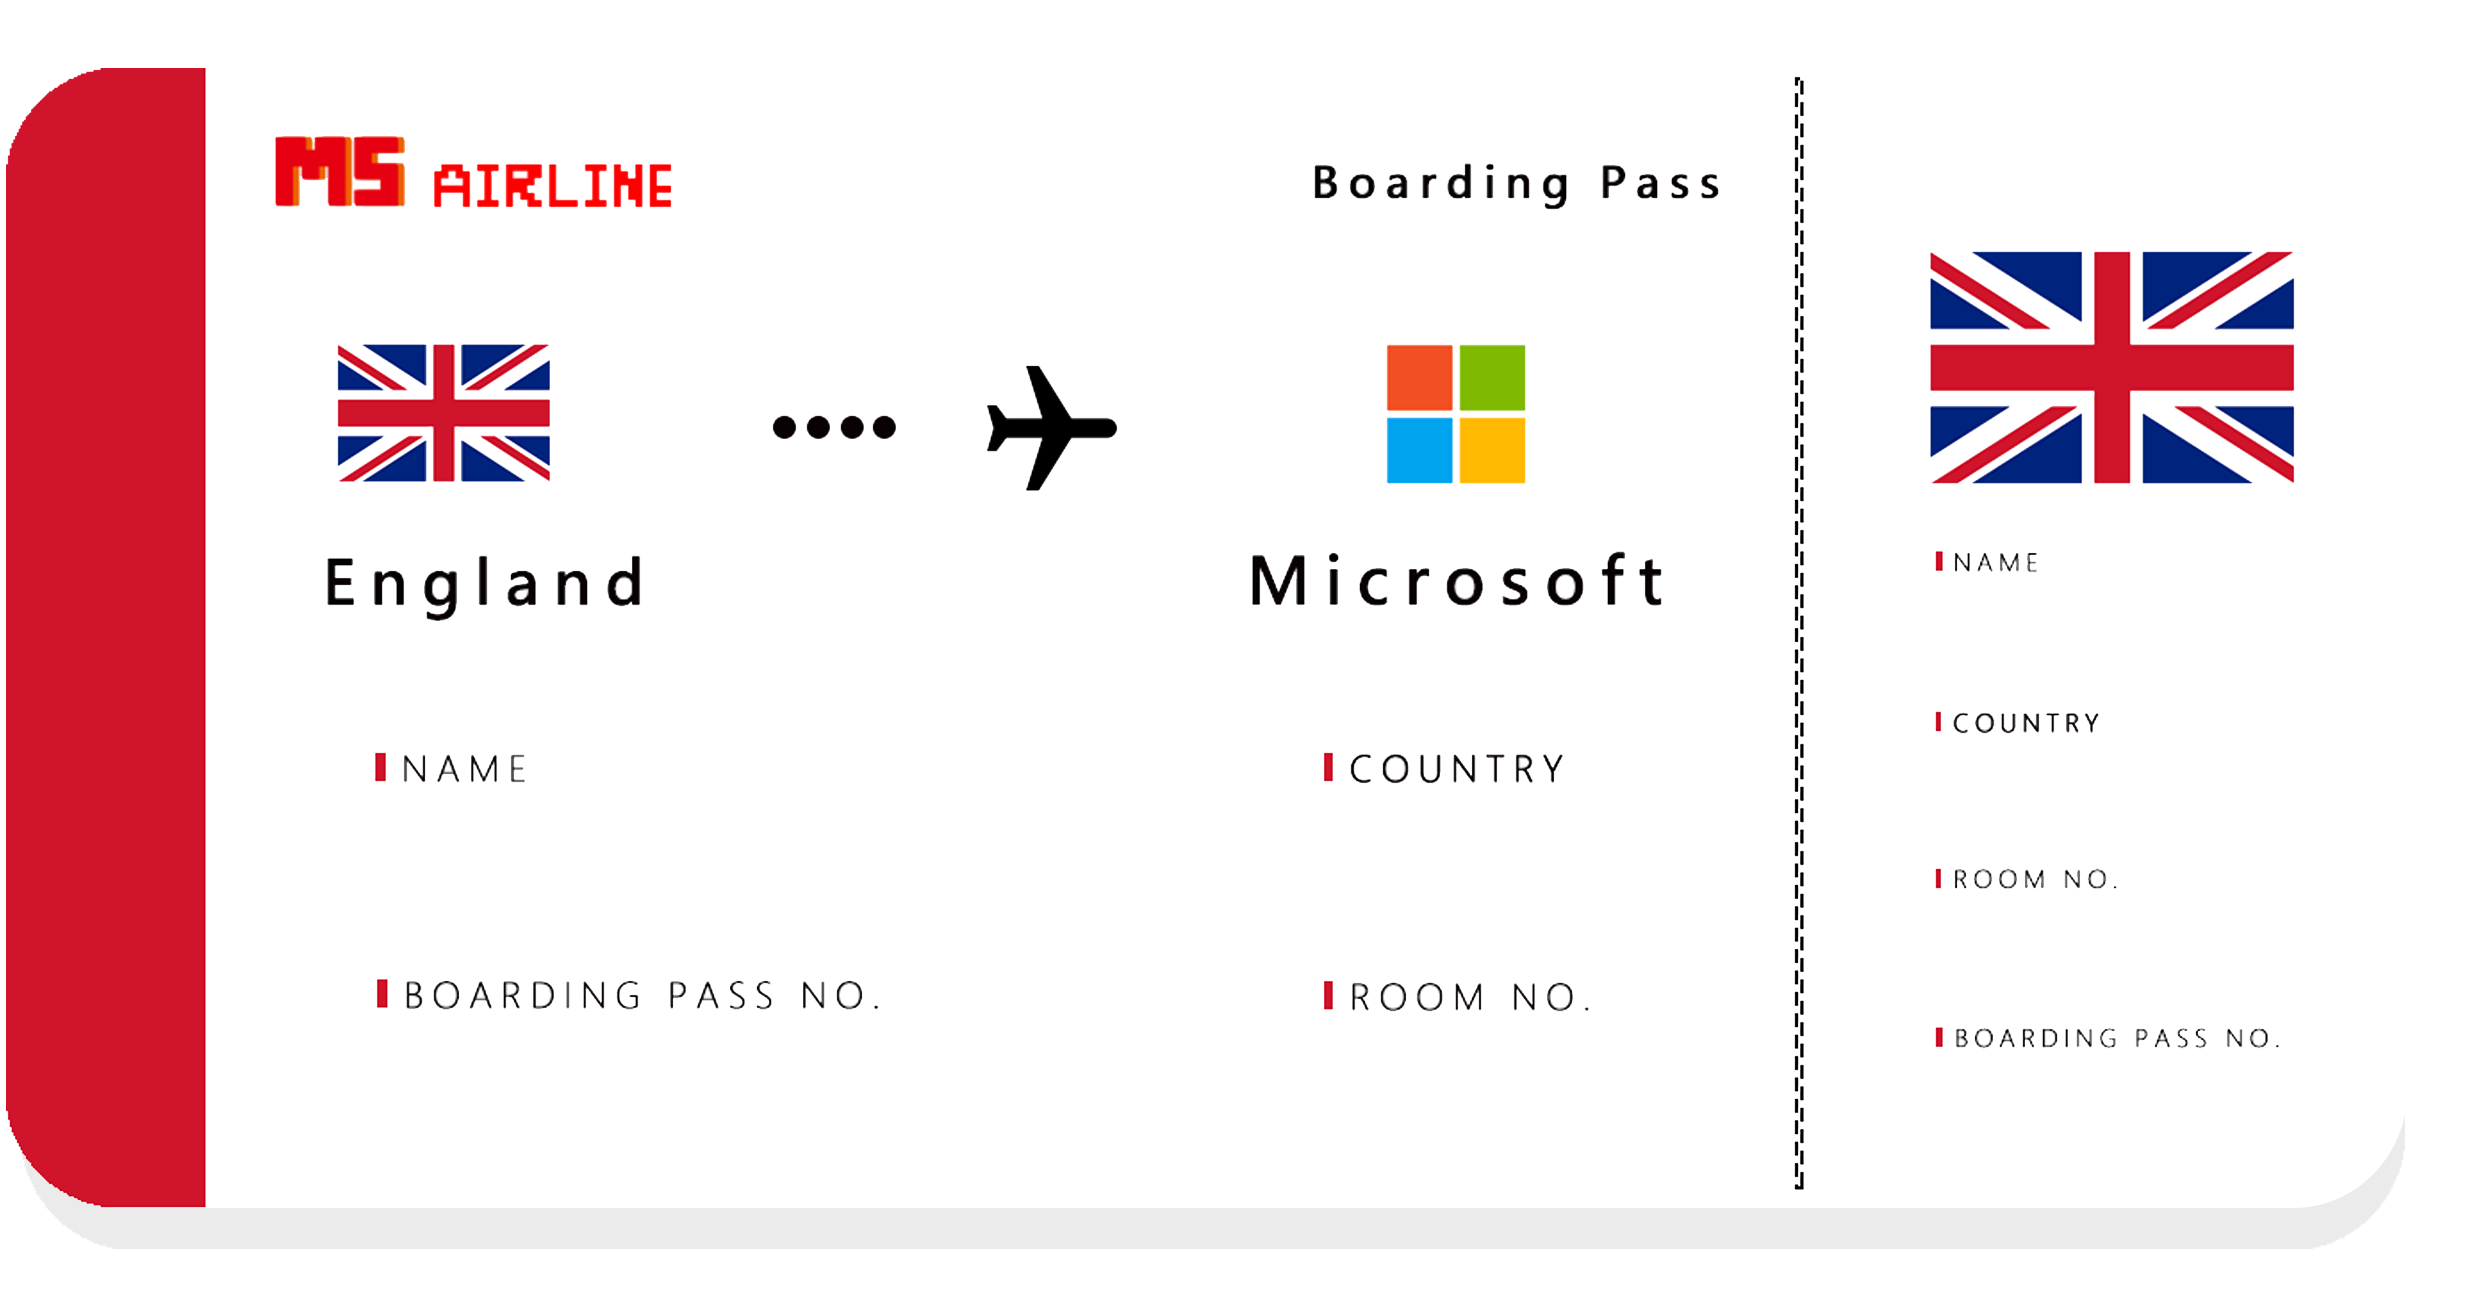 MS AIRLINE
Boarding Pass
England
Microsoft
NAME
COUNTRY
BOARDING PASS NO.
ROOM NO.
NAME
COUNTRY
ROOM NO.
BOARDING PASS NO.